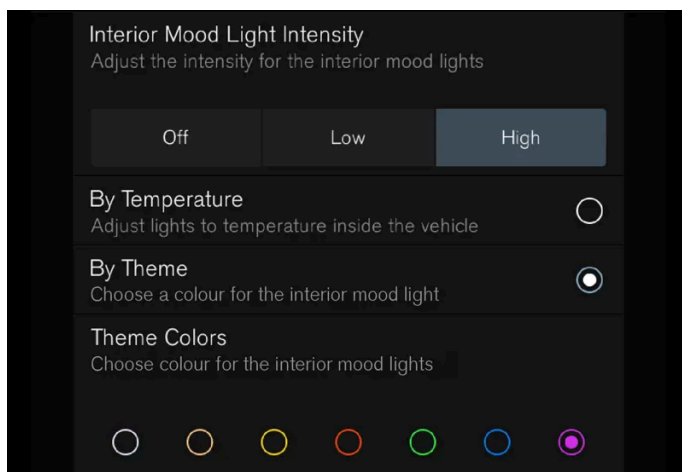 Interior Mood Light Intensity
Adjust the intensity for the interior mood lights
Off Low High
By Temperature
Adjust lights to temperature inside the vehicle
By Theme
Choose a colour for the interior mood light
Theme Colors
Choose colour for the interior mood lights